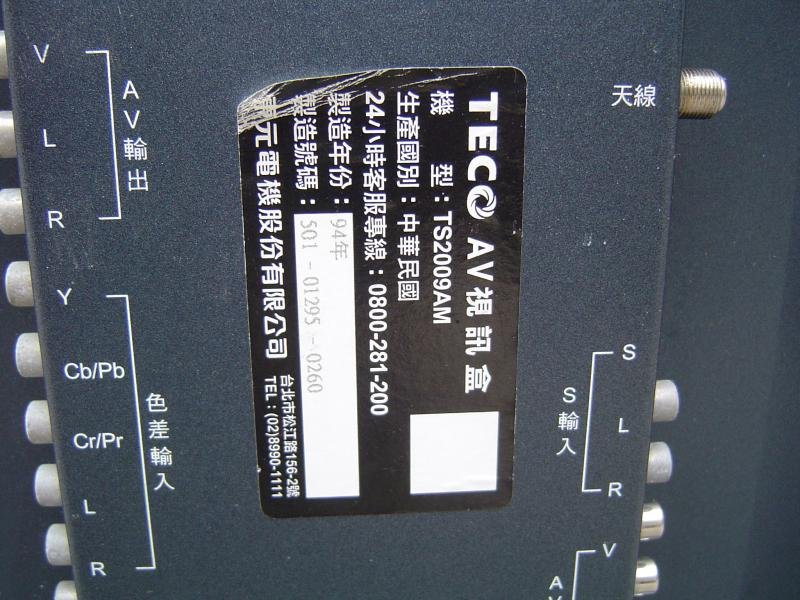 V
AV輸出
L
R
Y
Cb/Pb
色差輸入
Cr/Pr
L
R
TECO AV視訊盒
機 型：TS2009AM
生產國別：中華民國
24小時客服專線：0800-281-200
製造年份：94年
製造號碼：501-01295-0260
元電機股份有限公司
台北市松江路156-2號
TEL：(02)8990-1111
天線
S
S輸入
L
R
V
A